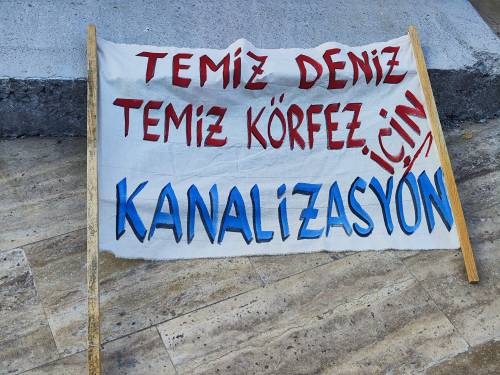 TEMİZ DENİZ
TEMİZ KÖRFEZ İÇİN
KANALİZASYON